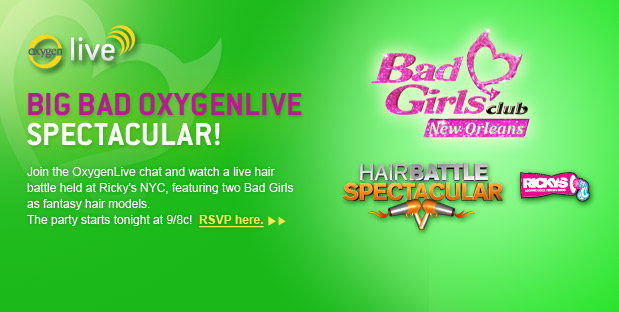 oxygen live
BIG BAD OXYGENLIVE
SPECTACULAR!
Join the OxygenLive chat and watch a live hair
battle held at Ricky's NYC, featuring two Bad Girls
as fantasy hair models.
The party starts tonight at 9/8c! RSVP here.
Bad
Girls club
New Orleans
HAIRBATTLE
SPECTACULAR
RICKY'S